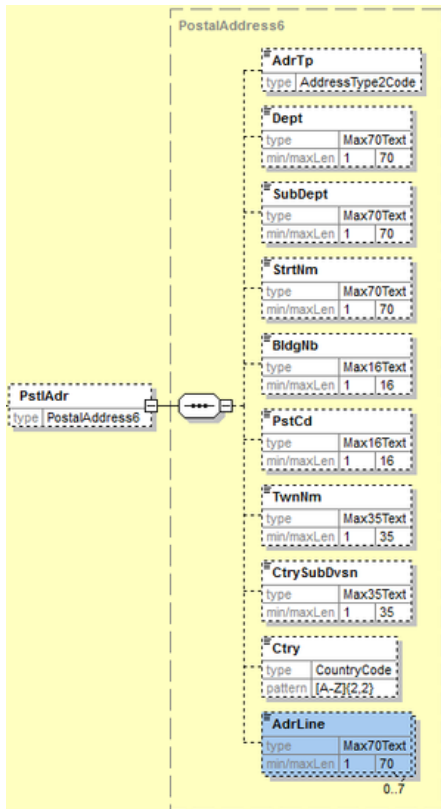 PostalAddress6
AdrTp
type AddressType2Code
Dept
type Max70Text
min/maxLen 1 70
SubDept
type Max70Text
min/maxLen 1 70
StrtNm
type Max70Text
min/maxLen 1 70
BldgNb
type Max16Text
min/maxLen 1 16
PstlAdr
type PostalAddress6
PstCd
type Max16Text
min/maxLen 1 16
TwnNm
type Max35Text
min/maxLen 1 35
CtrySubDvsn
type Max35Text
min/maxLen 1 35
Ctry
type CountryCode
pattern [A-Z]{2,2}
AdrLine
type Max70Text
min/maxLen 1 70
0..7